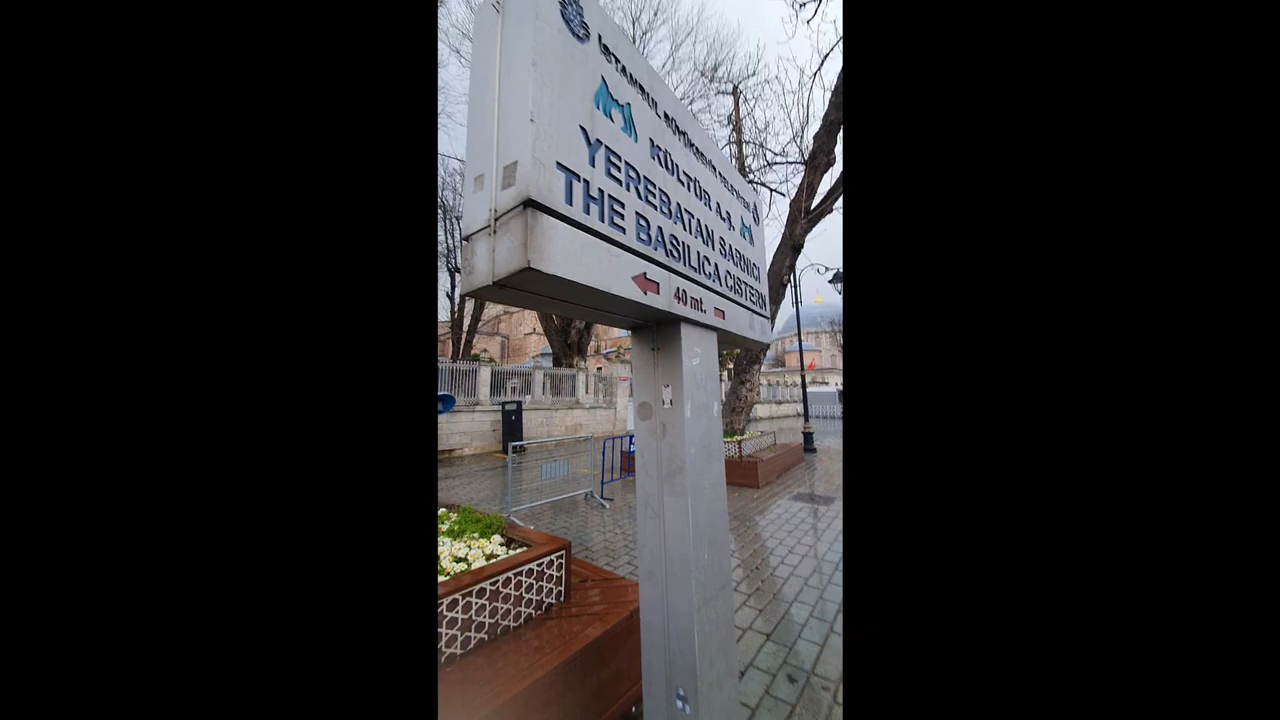 İSTANBUL BÜYÜKŞEHİR BELEDİYESİ
KÜLTÜR A.Ş.
YEREBATAN SARNICI
THE BASILICA CISTERN
40 mt.